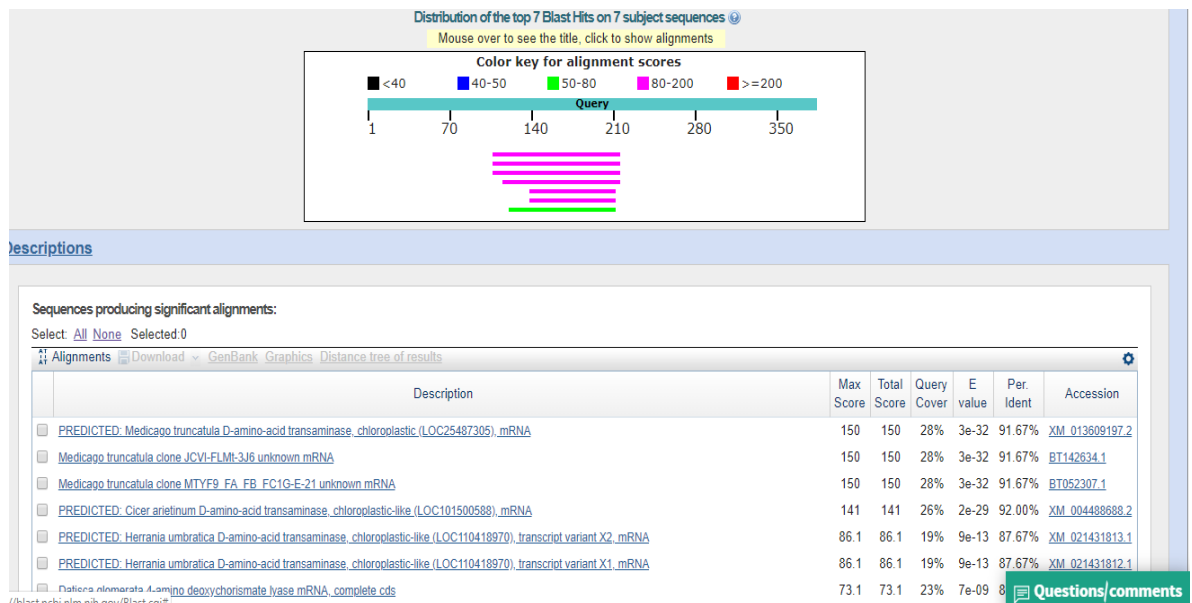 Distribution of the top 7 Blast Hits on 7 subject sequences
Mouse over to see the title, click to show alignments
Color key for alignment scores
<40 40-50 50-80 80-200 >=200
Query
1 70 140 210 280 350
Descriptions
Sequences producing significant alignments:
Select: All None Selected:0
Alignments Download GenBank Graphics Distance tree of results
Description Max Score Total Score Query Cover E value Per. Ident Accession
PREDICTED: Medicago truncatula D-amino-acid transaminase, chloroplastic (LOC25487305), mRNA 150 150 28% 3e-32 91.67% XM_013609197.2
Medicago truncatula clone JCVI-FLMt-3J6 unknown mRNA 150 150 28% 3e-32 91.67% BT142634.1
Medicago truncatula clone MTYF9_FA_FB_FC1G-E-21 unknown mRNA 150 150 28% 3e-32 91.67% BT052307.1
PREDICTED: Cicer arietinum D-amino-acid transaminase, chloroplastic-like (LOC101500588), mRNA 141 141 26% 2e-29 92.00% XM_004488688.2
PREDICTED: Herrania umbratica D-amino-acid transaminase, chloroplastic-like (LOC110418970), transcript variant X2, mRNA 86.1 86.1 19% 9e-13 87.67% XM_021431813.1
PREDICTED: Herrania umbratica D-amino-acid transaminase, chloroplastic-like (LOC110418970), transcript variant X1, mRNA 86.1 86.1 19% 9e-13 87.67% XM_021431812.1
Datisca glomerata 4-amino deoxychorismate lyase mRNA, complete cds 73.1 73.1 23% 7e-09 8
Questions/comments